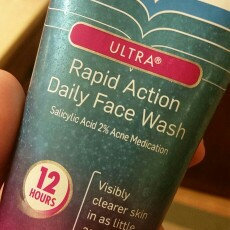 ULTRA®
Rapid Action
Daily Face Wash
Salicylic Acid 2% Acne Medication
12
HOURS
Visibly
clearer skin
in as little